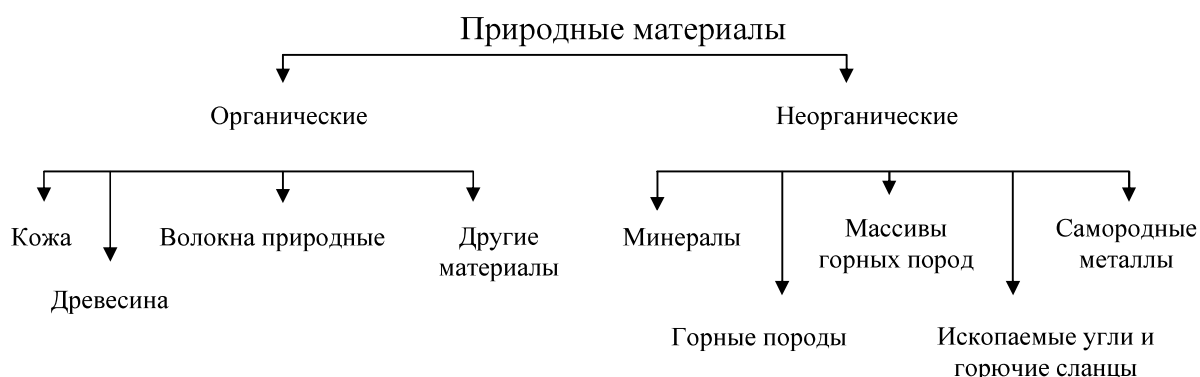 Природные материалы
Органические
Неорганические
Кожа
Древесина
Волокна природные
Другие
материалы
Минералы
Горные породы
Массивы
горных пород
Ископаемые угли и
горючие сланцы
Самородные
металлы